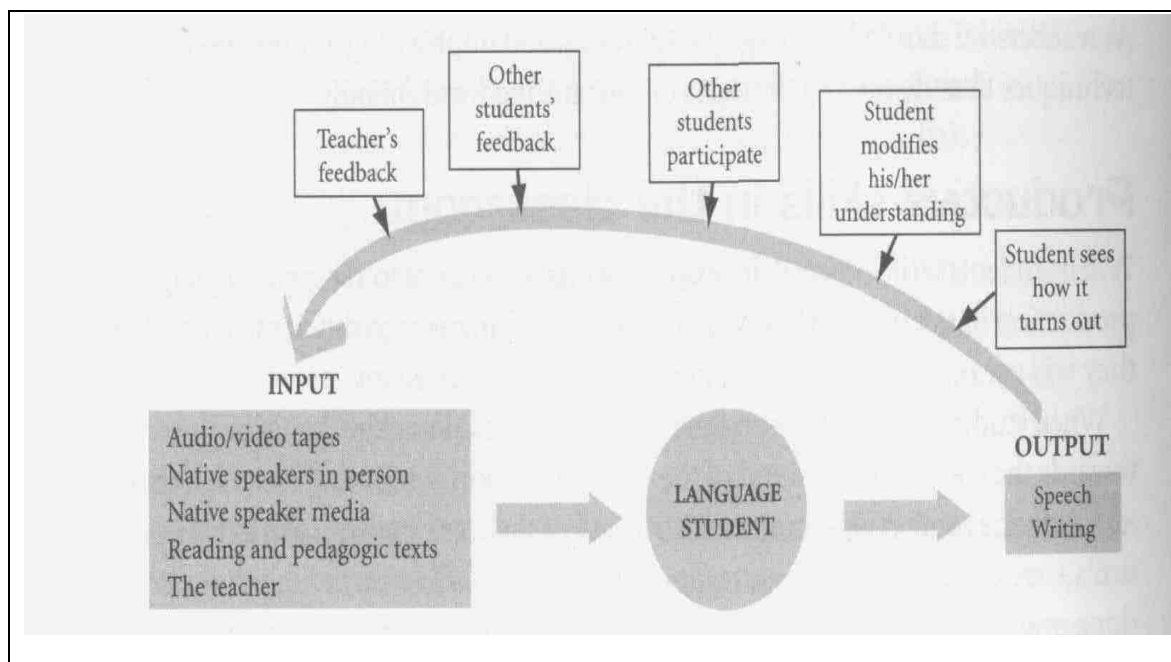 Teacher's
feedback
Other
students'
feedback
Other
students
participate
Student
modifies
his/her
understanding
Student sees
how it
turns out
INPUT
Audio/video tapes
Native speakers in person
Native speaker media
Reading and pedagogic texts
The teacher
LANGUAGE
STUDENT
OUTPUT
Speech
Writing